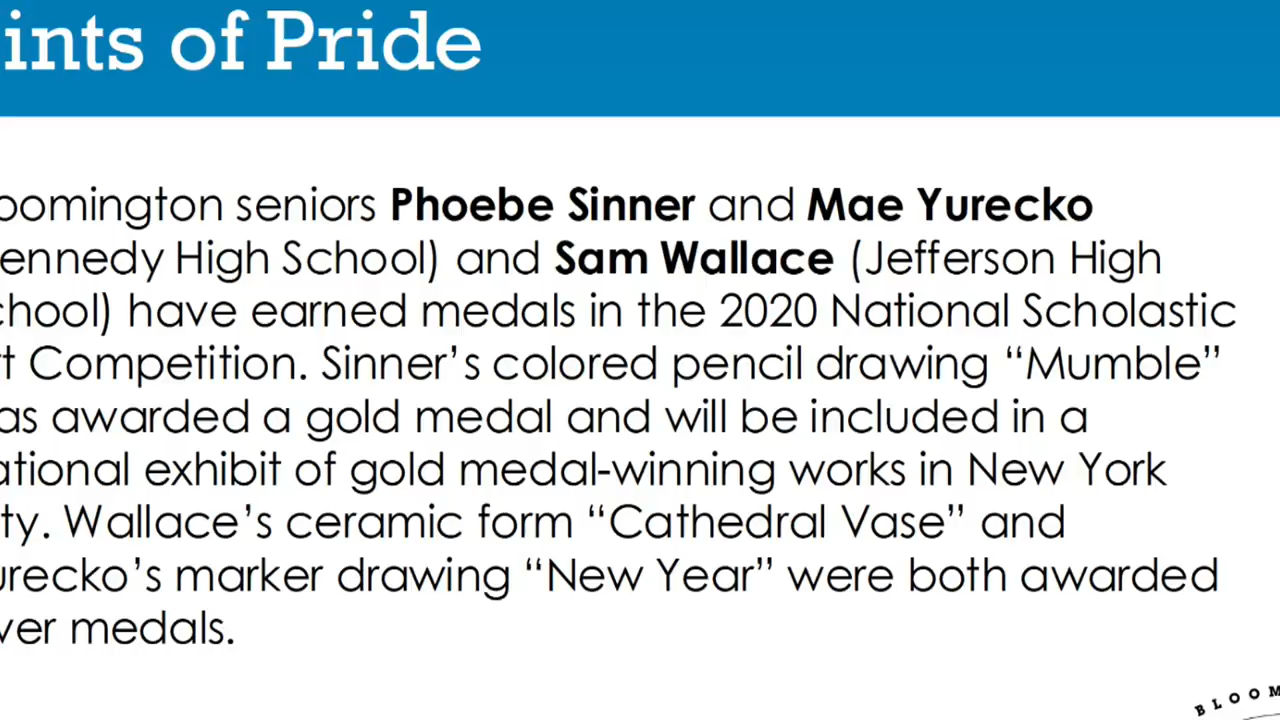 ints of Pride
oomington seniors Phoebe Sinner and Mae Yurecko
ennedy High School) and Sam Wallace (Jefferson High
chool) have earned medals in the 2020 National Scholastic
t Competition. Sinner’s colored pencil drawing “Mumble”
as awarded a gold medal and will be included in a
ational exhibit of gold medal-winning works in New York
ty. Wallace’s ceramic form “Cathedral Vase” and
urecko’s marker drawing “New Year” were both awarded
ver medals.
BLOOM